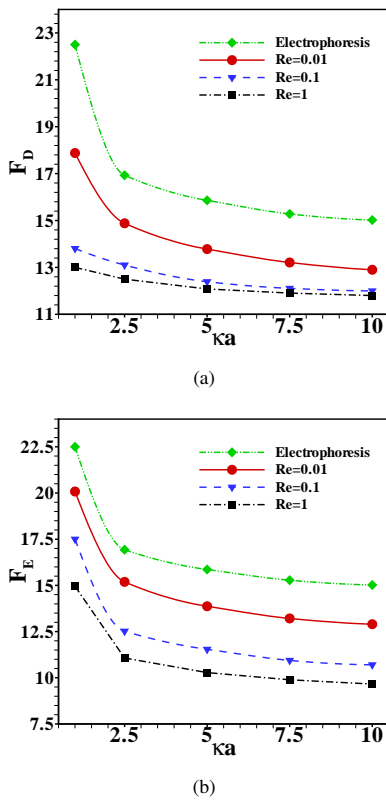 23
21
19
17
15
13
11
F_D
Electrophoresis
Re=0.01
Re=0.1
Re=1
2.5 5 7.5 10
κa
(a)
22.5
20
17.5
15
12.5
10
7.5
F_E
Electrophoresis
Re=0.01
Re=0.1
Re=1
2.5 5 7.5 10
κa
(b)